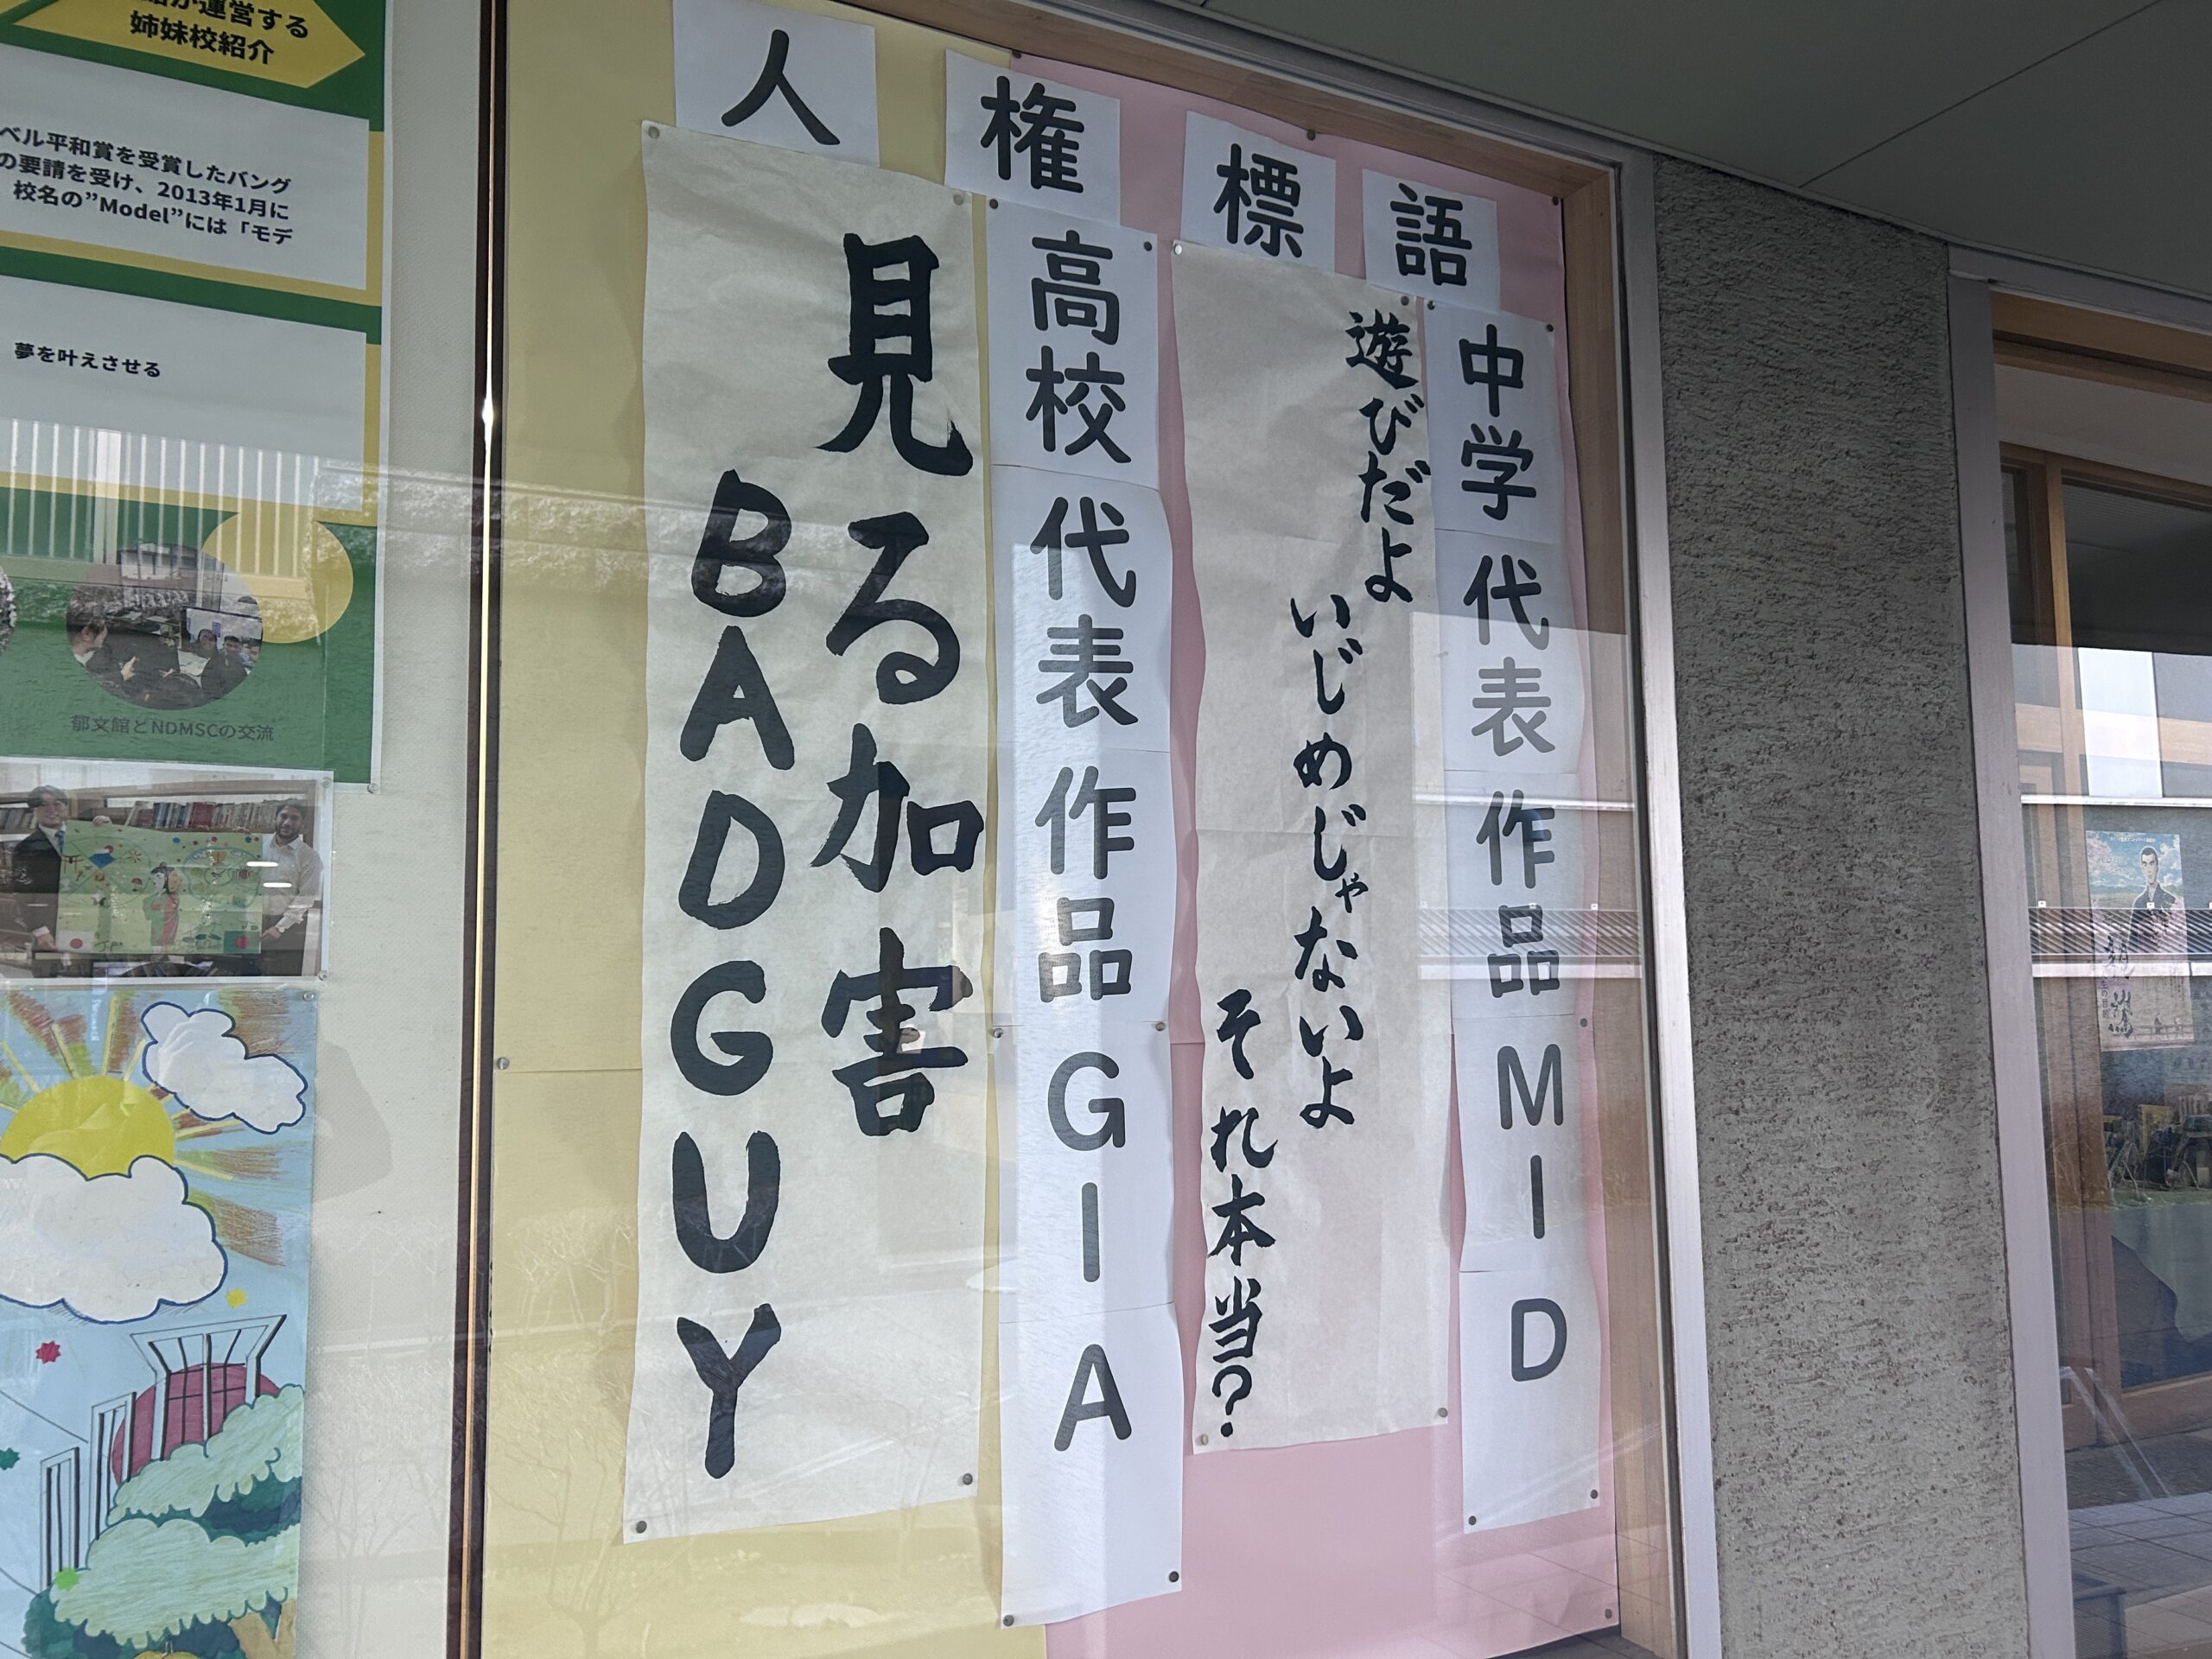 人権標語
中学代表作品MID
遊びだよ
いじめじゃないよ
それ本当?
高校代表作品GIA
見る加害
BADGUY
が運営する
姉妹校紹介
ベル平和賞を受賞したバング
の要請を受け、2013年1月に
校名の”Model”には「モデ
夢を叶えさせる
郁文館とNDMSCの交流